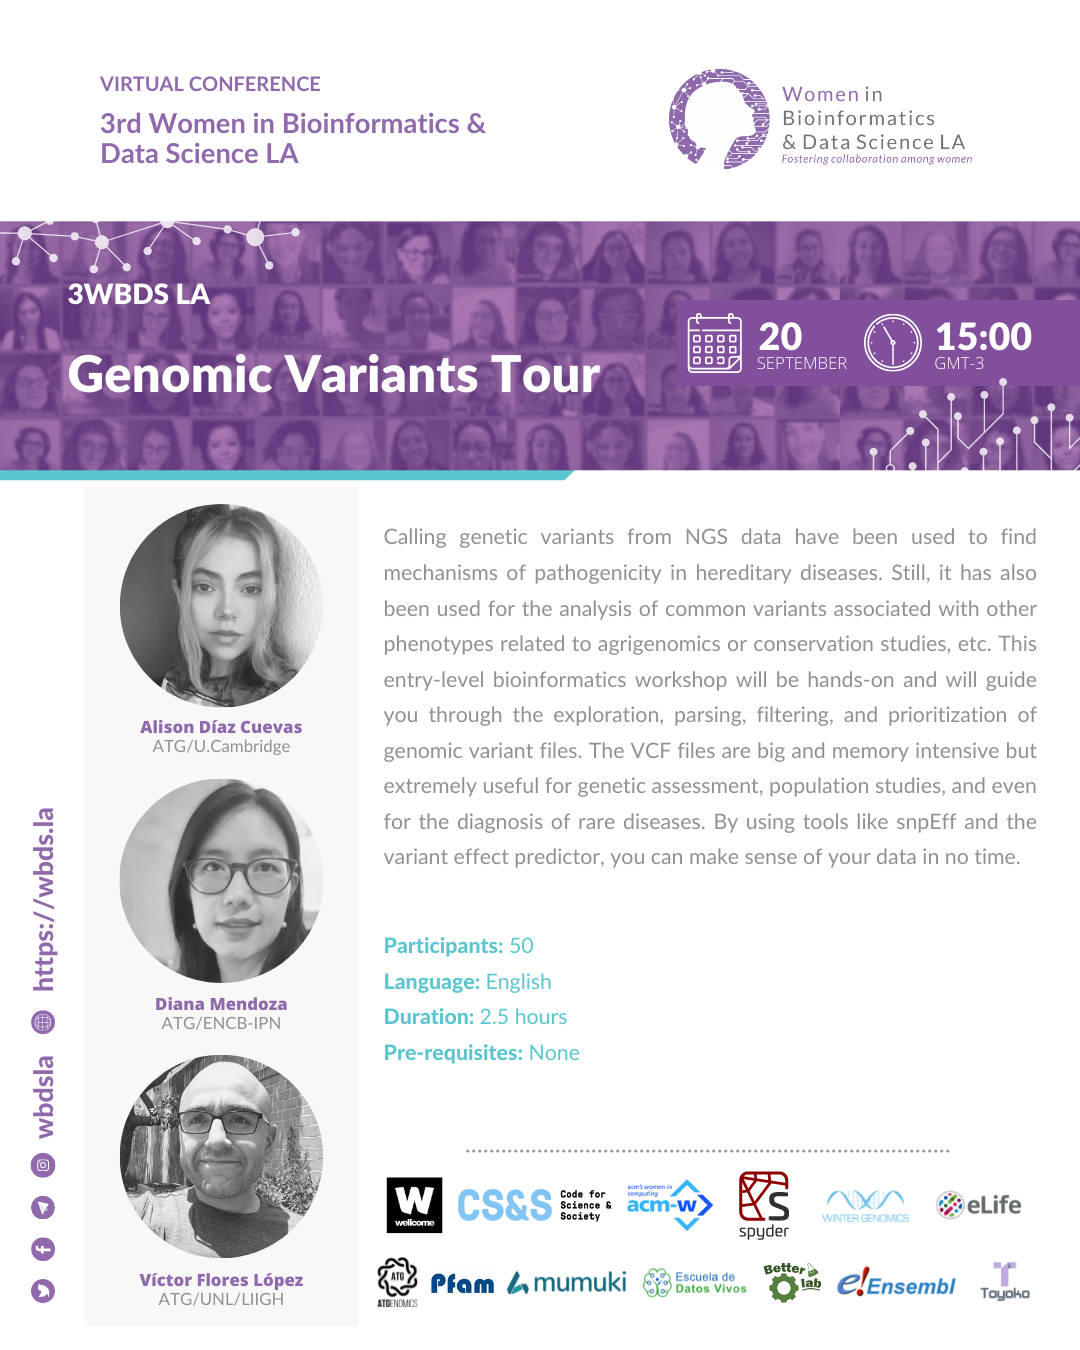 VIRTUAL CONFERENCE
3rd Women in Bioinformatics &
Data Science LA
Women in
Bioinformatics
& Data Science LA
Fostering collaboration among women
3WBDS LA
Genomic Variants Tour
20
SEPTEMBER
15:00
GMT-3
Alison Díaz Cuevas
ATG/U.Cambridge
Diana Mendoza
ATG/ENCB-IPN
Víctor Flores López
ATG/UNL/LIIGH
https://wbds.la
wbdsla
Calling genetic variants from NGS data have been used to find
mechanisms of pathogenicity in hereditary diseases. Still, it has also
been used for the analysis of common variants associated with other
phenotypes related to agrigenomics or conservation studies, etc. This
entry-level bioinformatics workshop will be hands-on and will guide
you through the exploration, parsing, filtering, and prioritization of
genomic variant files. The VCF files are big and memory intensive but
extremely useful for genetic assessment, population studies, and even
for the diagnosis of rare diseases. By using tools like snpEff and the
variant effect predictor, you can make sense of your data in no time.
Participants: 50
Language: English
Duration: 2.5 hours
Pre-requisites: None
W
wellcome
CS&S
Code for
Science &
Society
acm's women in
computing
acm-w
S
spyder
WINTER GENOMICS
eLife
ATG
ATGENOMICS
Pfam
mumuki
Escuela de
Datos Vivos
Better
lab
e!Ensembl
Toyoko